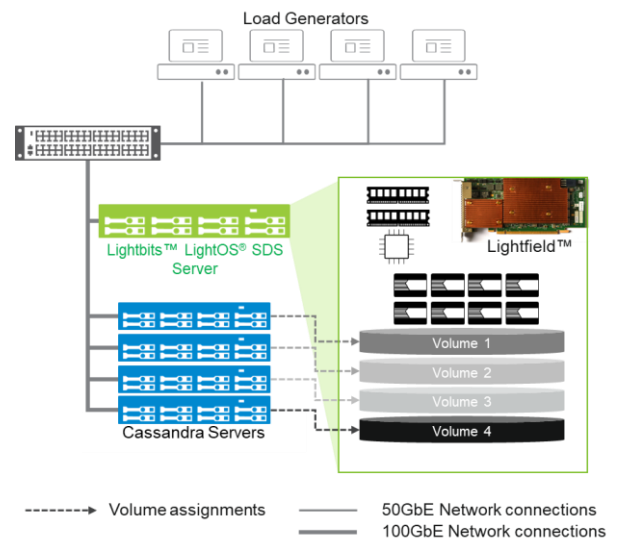 Load Generators
Lightbits™ LightOS® SDS
Server
Lightfield™
Volume 1
Volume 2
Volume 3
Volume 4
Cassandra Servers
Volume assignments
50GbE Network connections
100GbE Network connections